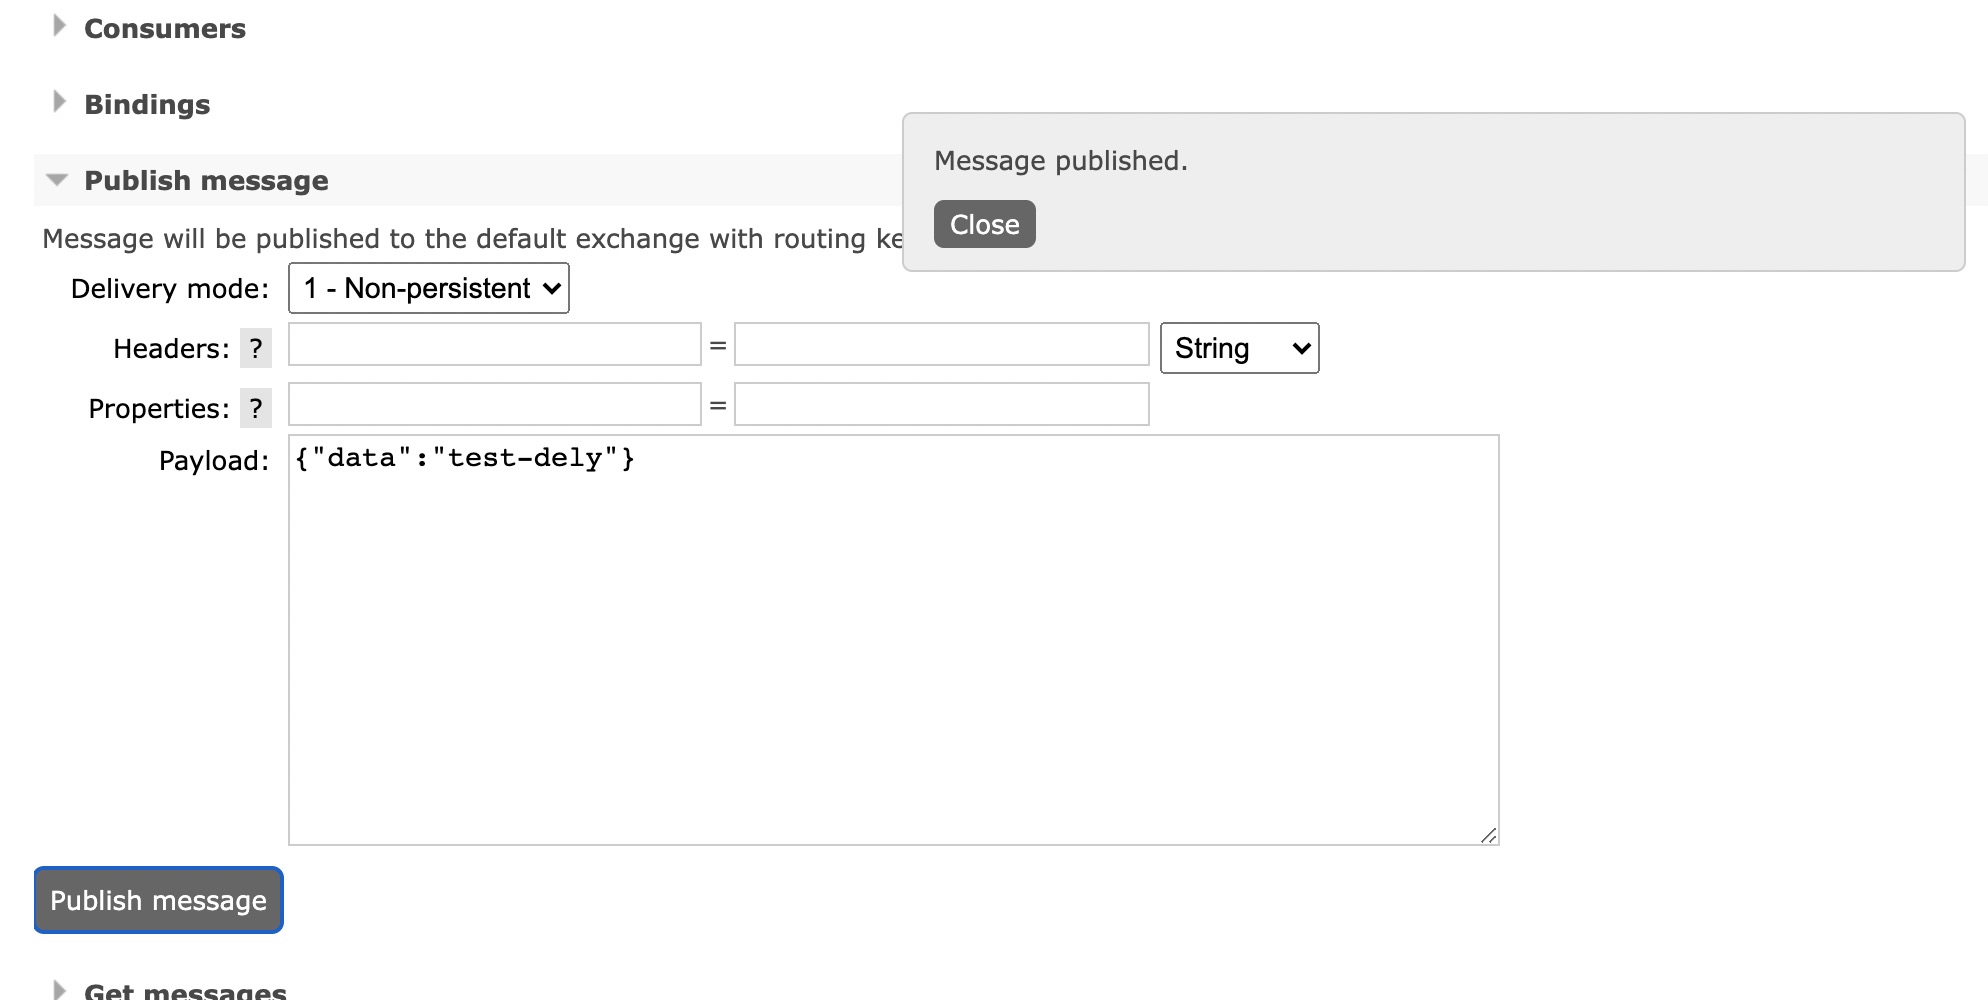 Consumers
Bindings
Message published.
Close
Publish message
Message will be published to the default exchange with routing
Delivery mode: 1 - Non-persistent
Headers: ? = String
Properties: ? =
Payload: {"data":"test-dely"}
Publish message
Get messages